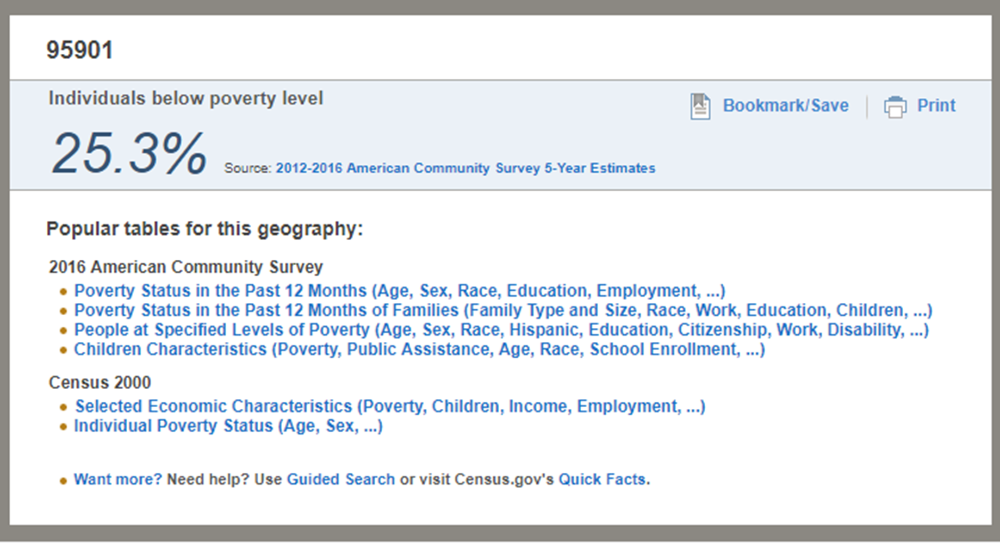 95901
Individuals below poverty level
Bookmark/Save | Print
25.3% Source: 2012-2016 American Community Survey 5-Year Estimates
Popular tables for this geography:
2016 American Community Survey
• Poverty Status in the Past 12 Months (Age, Sex, Race, Education, Employment, ...)
• Poverty Status in the Past 12 Months of Families (Family Type and Size, Race, Work, Education, Children, ...)
• People at Specified Levels of Poverty (Age, Sex, Race, Hispanic, Education, Citizenship, Work, Disability, ...)
• Children Characteristics (Poverty, Public Assistance, Age, Race, School Enrollment, ...)
Census 2000
• Selected Economic Characteristics (Poverty, Children, Income, Employment, ...)
• Individual Poverty Status (Age, Sex, ...)
• Want more? Need help? Use Guided Search or visit Census.gov's Quick Facts.